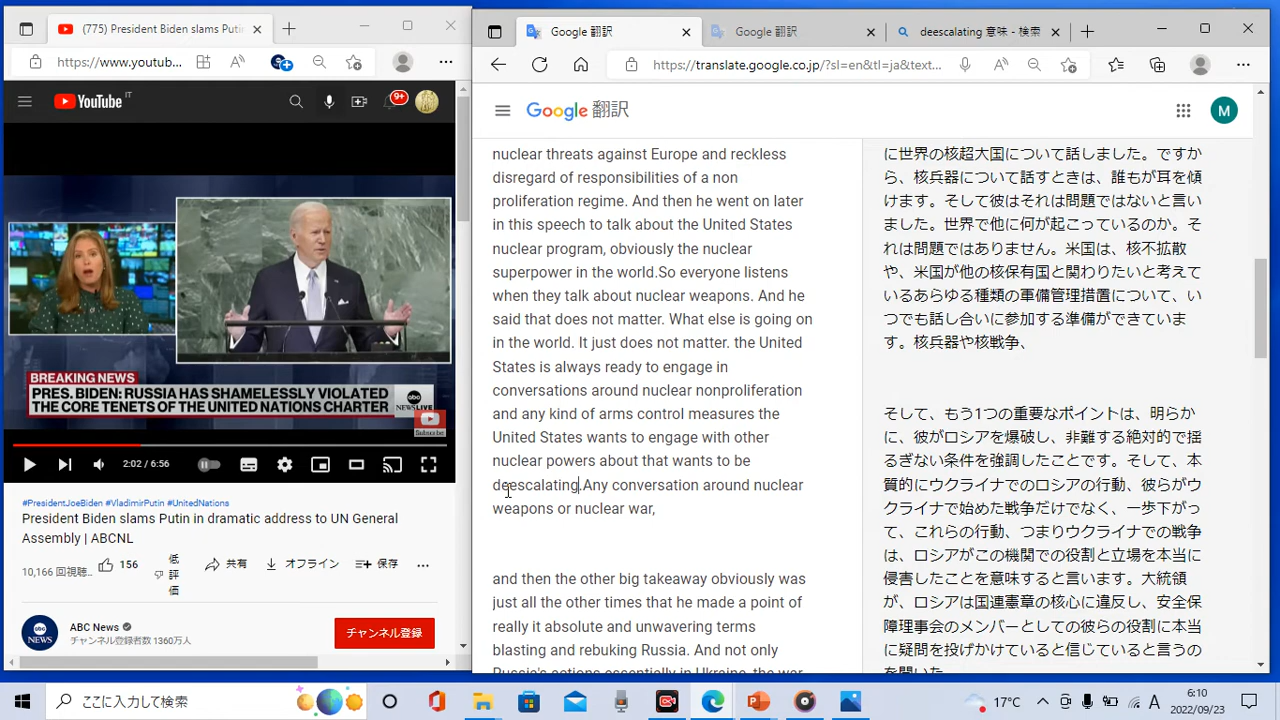 (775) President Biden slams Putin
https://www.youtub...
YouTube IT
9+
BREAKING NEWS
PRES. BIDEN: RUSSIA HAS SHAMELESSLY VIOLATED
THE CORE TENETS OF THE UNITED NATIONS CHARTER
abc
NEWS LIVE
Subscribe
2:02 / 6:56
#PresidentJoeBiden #VladimirPutin #UnitedNations
President Biden slams Putin in dramatic address to UN General
Assembly | ABCNL
10,166 回視聴...
156
低評価
共有
オフライン
保存
abc NEWS
ABC News
チャンネル登録者数 1360万人
チャンネル登録
Google 翻訳
Google 翻訳
deescalating 意味 - 検索
https://translate.google.co.jp/?sl=en&tl=ja&text...
Google 翻訳
M
nuclear threats against Europe and reckless
disregard of responsibilities of a non
proliferation regime. And then he went on later
in this speech to talk about the United States
nuclear program, obviously the nuclear
superpower in the world.So everyone listens
when they talk about nuclear weapons. And he
said that does not matter. What else is going on
in the world. It just does not matter. the United
States is always ready to engage in
conversations around nuclear nonproliferation
and any kind of arms control measures the
United States wants to engage with other
nuclear powers about that wants to be
deescalating.Any conversation around nuclear
weapons or nuclear war,
and then the other big takeaway obviously was
just all the other times that he made a point of
really it absolute and unwavering terms
blasting and rebuking Russia. And not only
Russia's actions essentially in Ukraine, the war
に世界の核超大国について話しました。ですか
ら、核兵器について話すときは、誰もが耳を傾
けます。そして彼はそれは問題ではないと言い
ました。世界で他に何が起こっているのか。そ
れは問題ではありません。米国は、核不拡散
や、米国が他の核保有国と関わりたいと考えて
いるあらゆる種類の軍備管理措置について、い
つでも話し合いに参加する準備ができていま
す。核兵器や核戦争、
そして、もう1つの重要なポイントは、明らか
に、彼がロシアを爆破し、非難する絶対的で揺
るぎない条件を強調したことです。そして、本
質的にウクライナでのロシアの行動、彼らがウ
クライナで始めた戦争だけでなく、一歩下がっ
て、これらの行動、つまりウクライナでの戦争
は、ロシアがこの機関での役割と立場を本当に
侵害したことを意味すると言います。大統領
が、ロシアは国連憲章の核心に違反し、安全保
障理事会のメンバーとしての彼らの役割に本当
に疑問を投げかけていると信じていると言うの
を聞いた
ここに入力して検索
17°C
A
6:10
2022/09/23